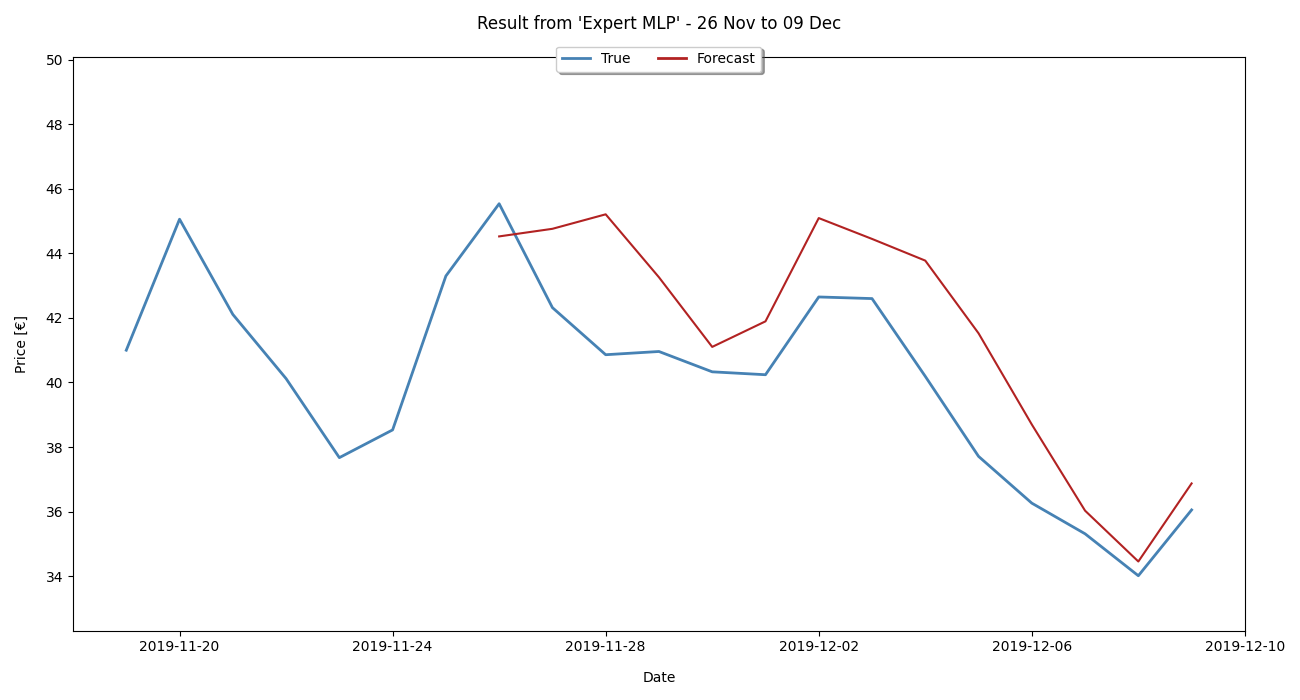 Result from 'Expert MLP' - 26 Nov to 09 Dec
True Forecast
50
48
46
44
42
40
38
36
34
Price [€]
2019-11-20 2019-11-24 2019-11-28 2019-12-02 2019-12-06 2019-12-10
Date